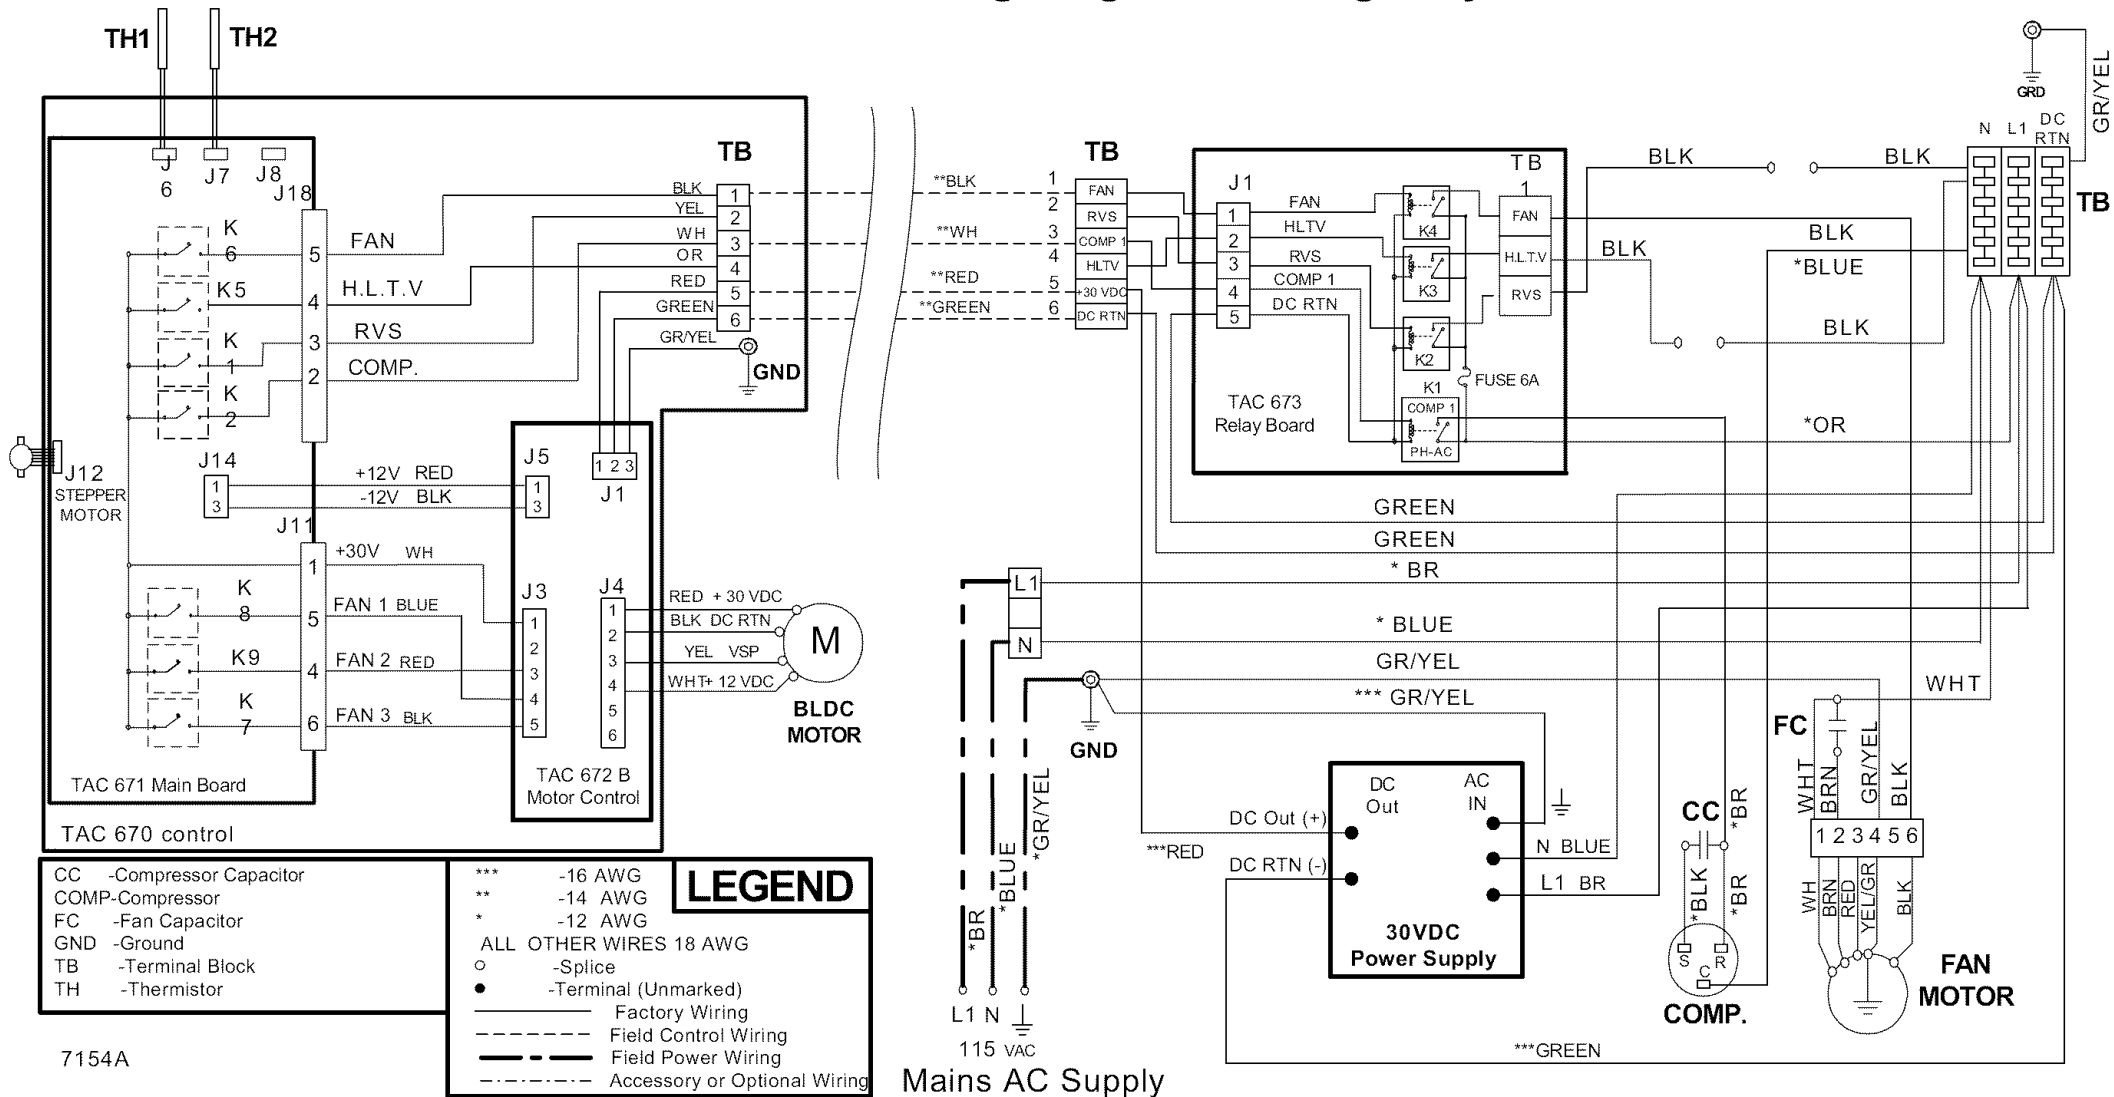 TH1
TH2
J
6
J7
J8
J18
K
6
K5
K
1
K
2
5
4
3
2
FAN
H.L.T.V
RVS
COMP.
J12
STEPPER
MOTOR
J14
1
3
+12V RED
-12V BLK
J5
1
3
J11
1
5
4
6
+30V WH
FAN 1 BLUE
FAN 2 RED
FAN 3 BLK
K
8
K9
K
7
TAC 671 Main Board
TAC 670 control
J3
1
2
3
4
5
J4
1
2
3
4
5
6
1 2 3
J1
TAC 672 B
Motor Control
RED + 30 VDC
BLK DC RTN
YEL VSP
WHT+ 12 VDC
M
BLDC
MOTOR
TB
BLK
YEL
WH
OR
RED
GREEN
GR/YEL
1
2
3
4
5
6
GND
**BLK
**WH
**RED
**GREEN
TB
1
2
3
4
5
6
FAN
RVS
COMP 1
HLTV
+30 VDC
DC RTN
J1
1
2
3
4
5
FAN
HLTV
RVS
COMP 1
DC RTN
K4
K3
K2
K1
COMP 1
PH-AC
FUSE 6A
TB
1
FAN
H.L.T.V
RVS
TAC 673
Relay Board
BLK
BLK
BLK
BLK
*BLUE
BLK
*OR
N L1 DC
RTN
TB
GRD
GR/YEL
GREEN
GREEN
* BR
* BLUE
GR/YEL
*** GR/YEL
L1
N
GND
*BR
*BLUE
*GR/YEL
L1 N
115 VAC
Mains AC Supply
DC Out (+)
DC RTN (-)
***RED
DC
Out
AC
IN
30VDC
Power Supply
N BLUE
L1 BR
***GREEN
CC
*BR
*BLK
*BR
S
R
C
COMP.
FC
WHT
WHT
BRN
GR/YEL
BLK
1 2 3 4 5 6
WH
BRN
RED
YEL/GR
BLK
FAN
MOTOR
CC -Compressor Capacitor
COMP-Compressor
FC -Fan Capacitor
GND -Ground
TB -Terminal Block
TH -Thermistor
LEGEND
*** -16 AWG
** -14 AWG
* -12 AWG
ALL OTHER WIRES 18 AWG
-Splice
-Terminal (Unmarked)
Factory Wiring
Field Control Wiring
Field Power Wiring
Accessory or Optional Wiring
7154A